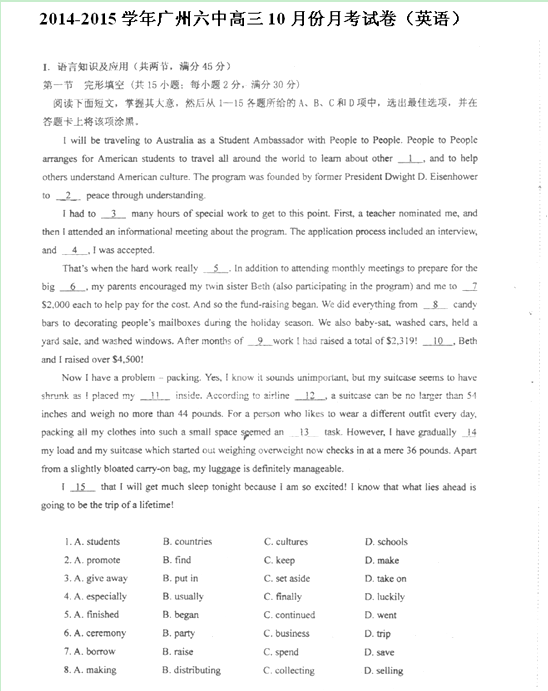 2014-2015 学年广州六中高三 10 月份月考试卷（英语）
I. 语言知识及应用（共两节，满分 45 分）
第一节 完形填空（共 15 小题；每小题 2 分，满分 30 分）
阅读下面短文，掌握其大意，然后从 1—15 各题所给的 A、B、C 和 D 项中，选出最佳选项，并在
答题卡上将该项涂黑。
I will be traveling to Australia as a Student Ambassador with People to People. People to People
arranges for American students to travel all around the world to learn about other __1__, and to help
others understand American culture. The program was founded by former President Dwight D. Eisenhower
to __2__ peace through understanding.
I had to __3__ many hours of special work to get to this point. First, a teacher nominated me, and
then I attended an informational meeting about the program. The application process included an interview,
and __4__, I was accepted.
That's when the hard work really __5__. In addition to attending monthly meetings to prepare for the
big __6__, my parents encouraged my twin sister Beth (also participating in the program) and me to __7
$2,000 each to help pay for the cost. And so the fund-raising began. We did everything from __8__ candy
bars to decorating people's mailboxes during the holiday season. We also baby-sat, washed cars, held a
yard sale, and washed windows. After months of __9__work I had raised a total of $2,319! __10__, Beth
and I raised over $4,500!
Now I have a problem – packing. Yes, I know it sounds unimportant, but my suitcase seems to have
shrunk as I placed my __11__ inside. According to airline __12__, a suitcase can be no larger than 54
inches and weigh no more than 44 pounds. For a person who likes to wear a different outfit every day,
packing all my clothes into such a small space seemed an __13__ task. However, I have gradually __14
my load and my suitcase which started out weighing overweight now checks in at a mere 36 pounds. Apart
from a slightly bloated carry-on bag, my luggage is definitely manageable.
I __15__ that I will get much sleep tonight because I am so excited! I know that what lies ahead is
going to be the trip of a lifetime!
1. A. students B. countries C. cultures D. schools
2. A. promote B. find C. keep D. make
3. A. give away B. put in C. set aside D. take on
4. A. especially B. usually C. finally D. luckily
5. A. finished B. began C. continued D. went
6. A. ceremony B. party C. business D. trip
7. A. borrow B. raise C. spend D. save
8. A. making B. distributing C. collecting D. selling